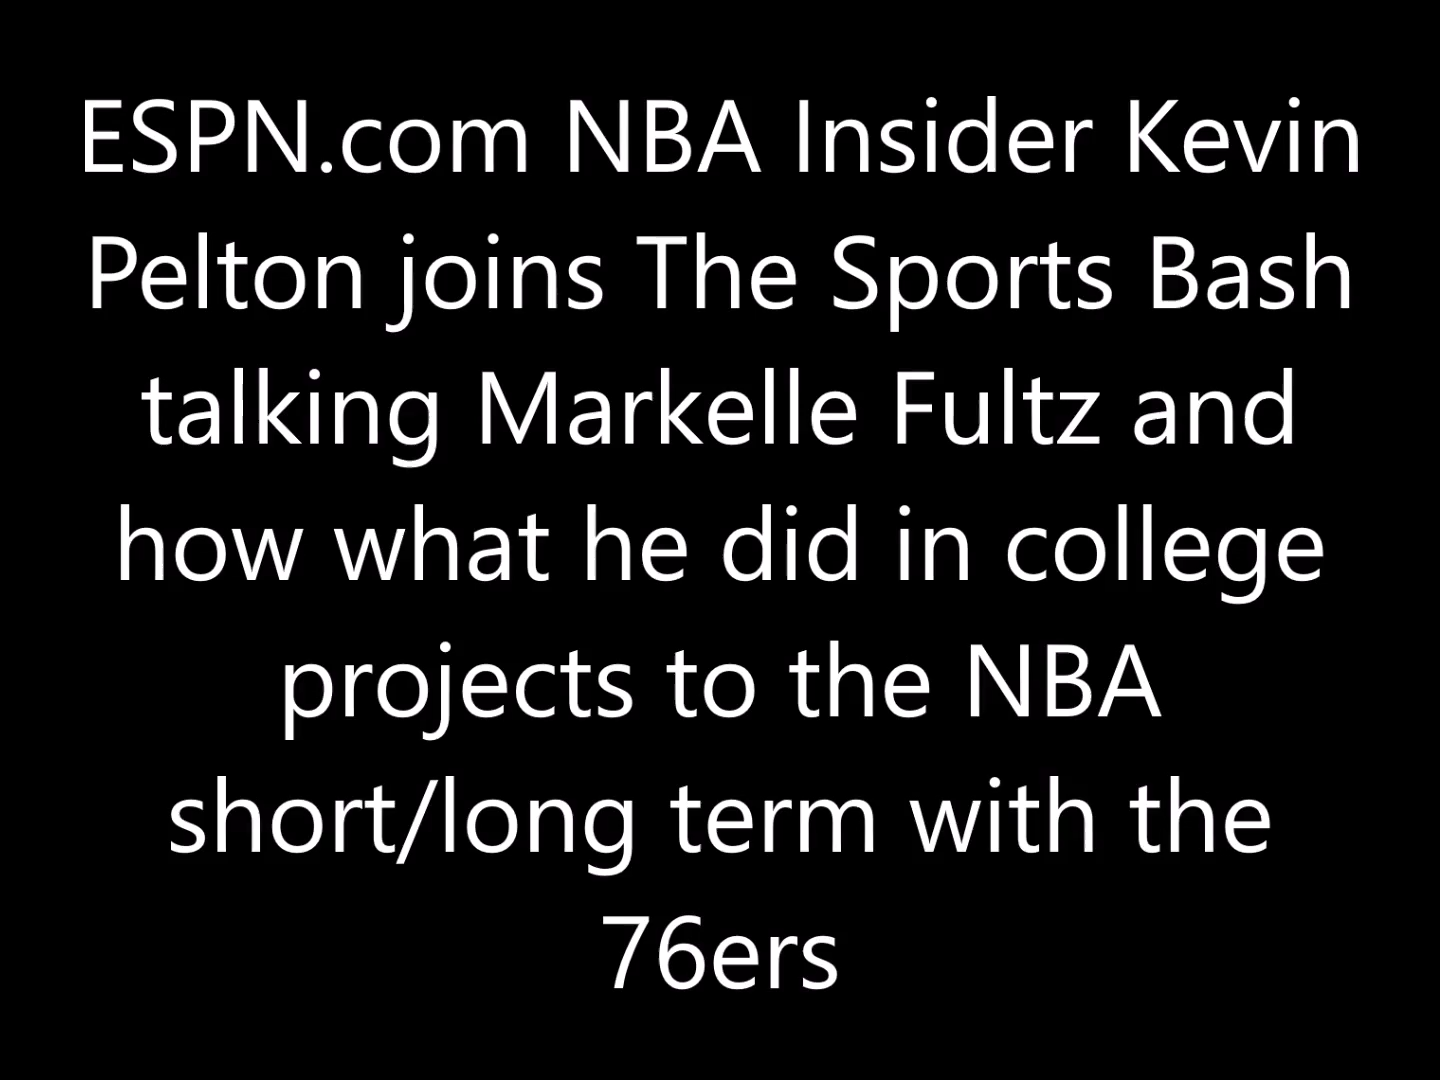 ESPN.com NBA Insider Kevin
Pelton joins The Sports Bash
talking Markelle Fultz and
how what he did in college
projects to the NBA
short/long term with the
76ers